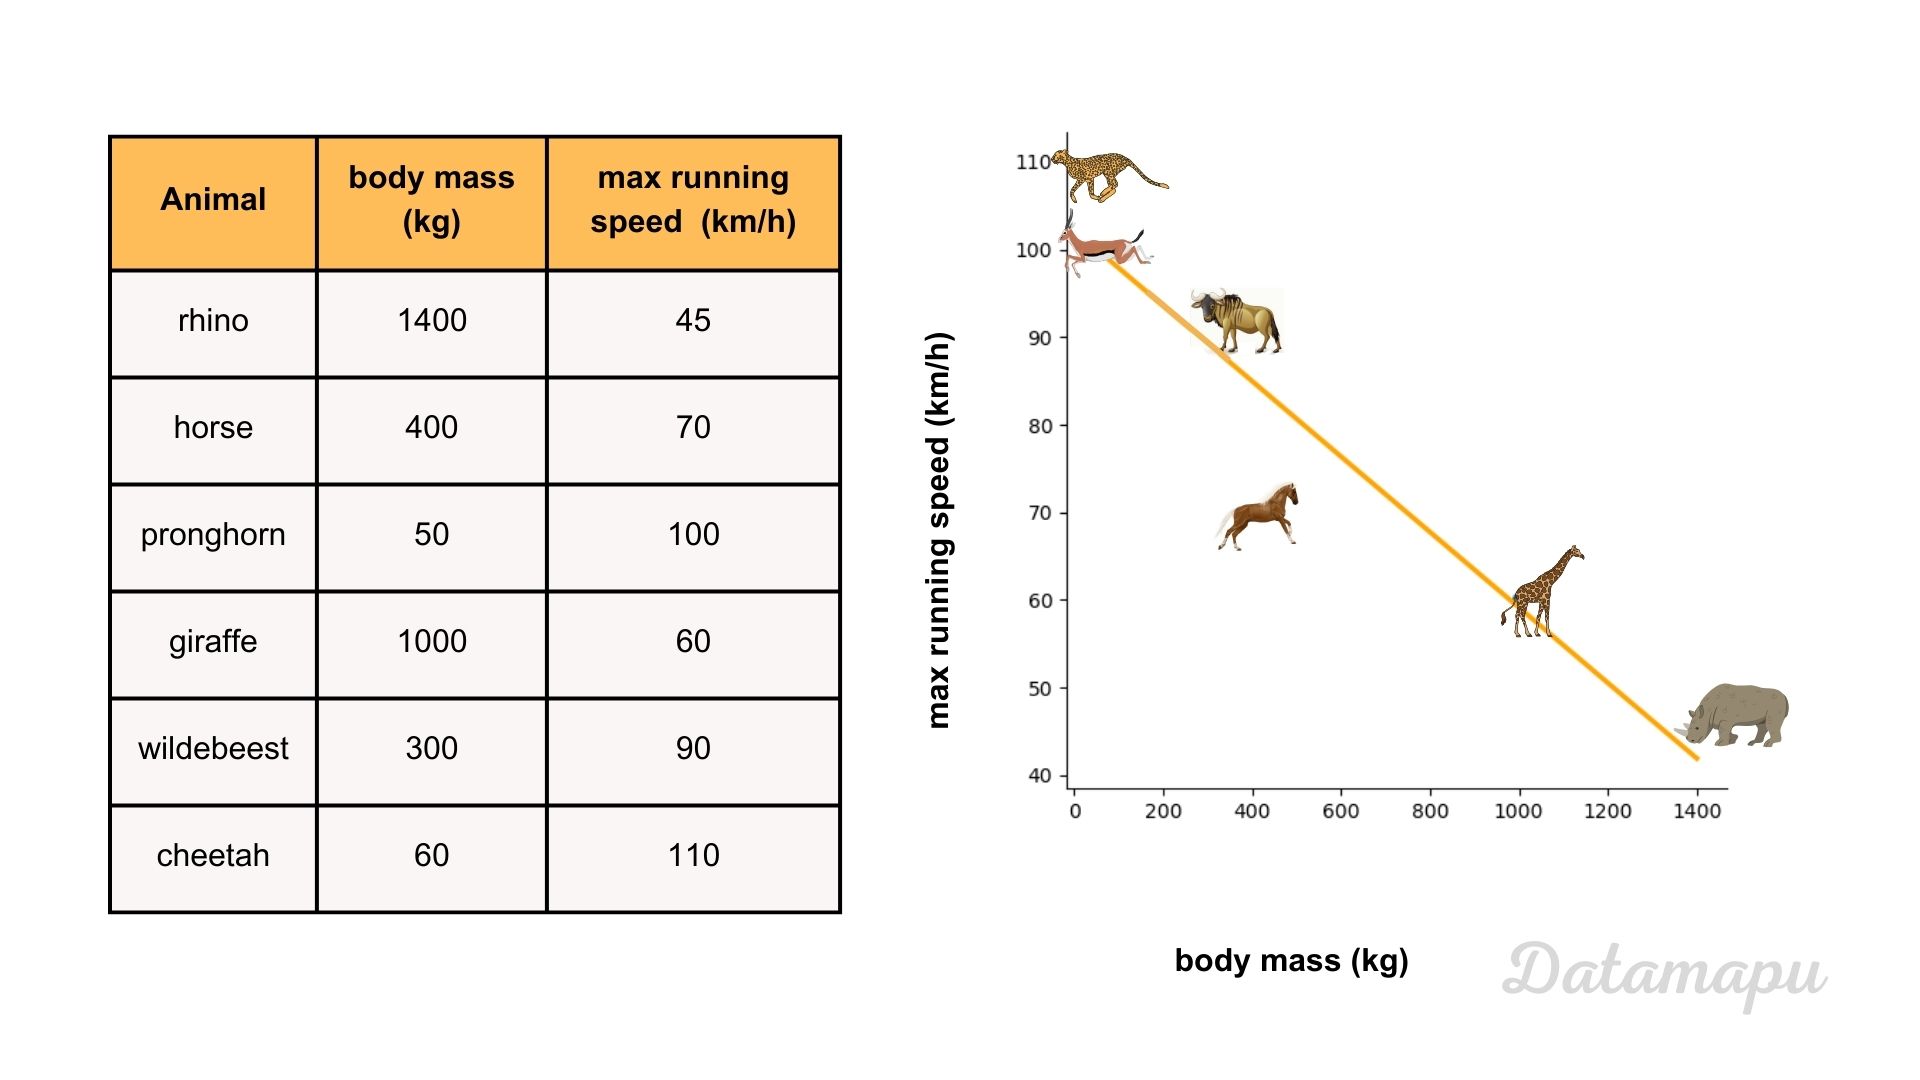 Animal
body mass
(kg)
max running
speed  (km/h)
rhino 1400 45
horse 400 70
pronghorn 50 100
giraffe 1000 60
wildebeest 300 90
cheetah 60 110
max running speed (km/h)
110
100
90
80
70
60
50
40
0 200 400 600 800 1000 1200 1400
body mass (kg)
Datamapu